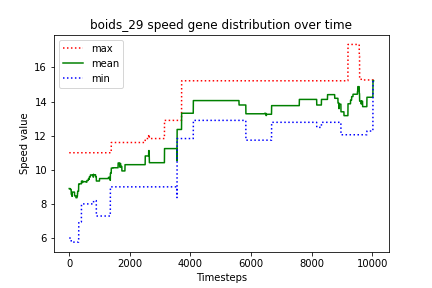 boids_29 speed gene distribution over time
max
mean
min
Speed value
16
14
12
10
8
6
0
2000
4000
6000
8000
10000
Timesteps